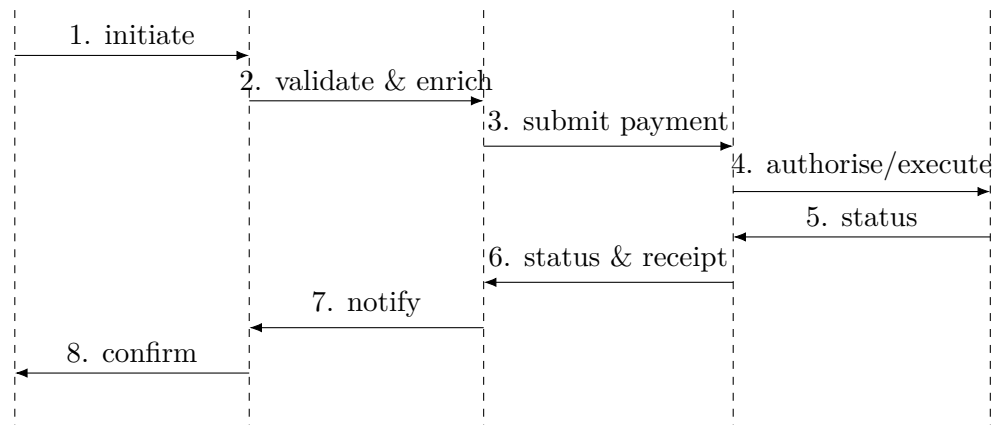 1. initiate
2. validate & enrich
3. submit payment
4. authorise/execute
5. status
6. status & receipt
7. notify
8. confirm